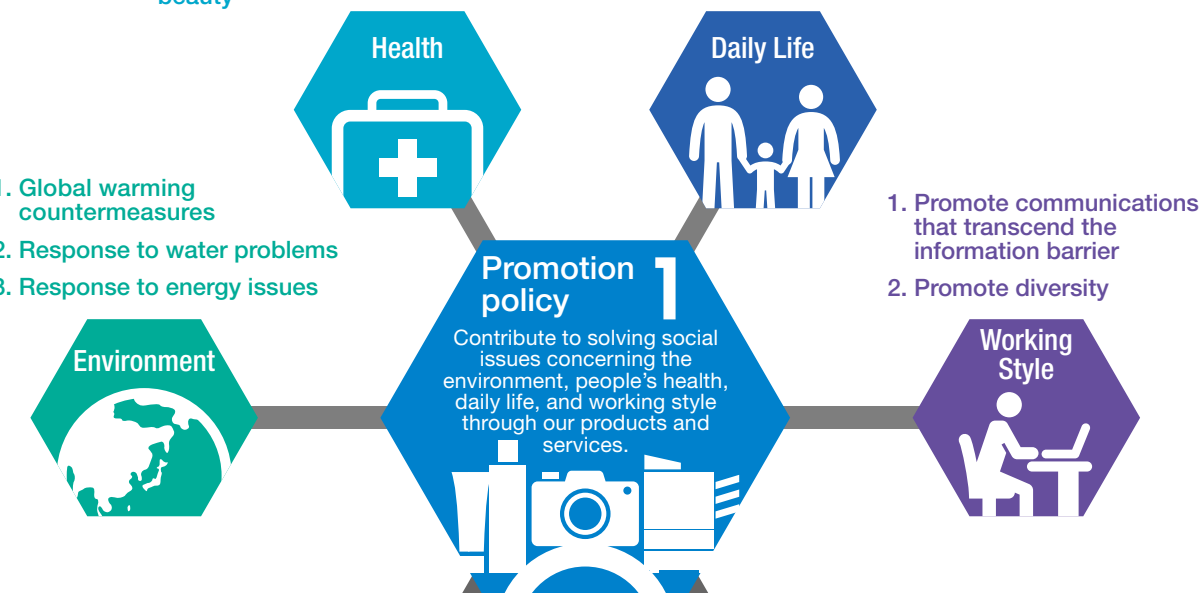 beauty
Health
Daily Life
1. Global warming
countermeasures
2. Response to water problems
3. Response to energy issues
1. Promote communications
that transcend the
information barrier
2. Promote diversity
Promotion
policy
1
Contribute to solving social
issues concerning the
environment, people’s health,
daily life, and working style
through our products and
services.
Environment
Working
Style